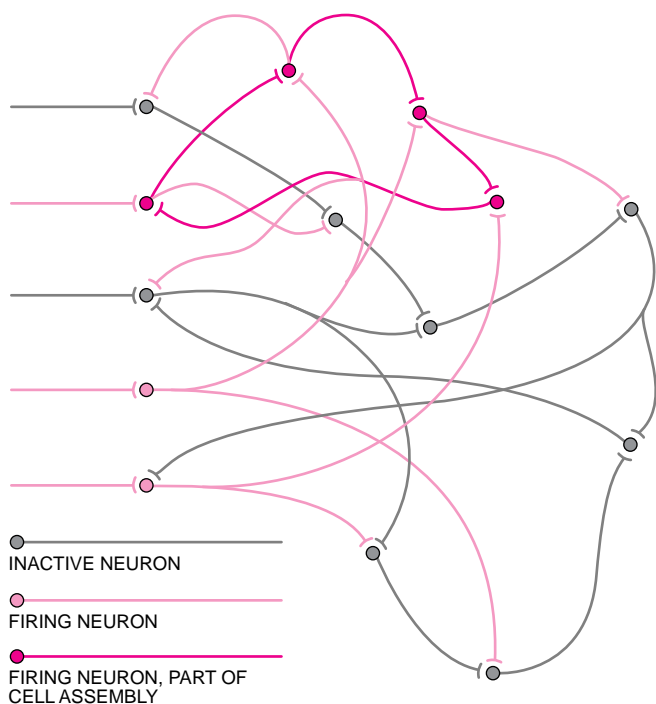 INACTIVE NEURON
FIRING NEURON
FIRING NEURON, PART OF
CELL ASSEMBLY